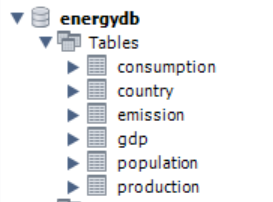 energydb
Tables
consumption
country
emission
gdp
population
production